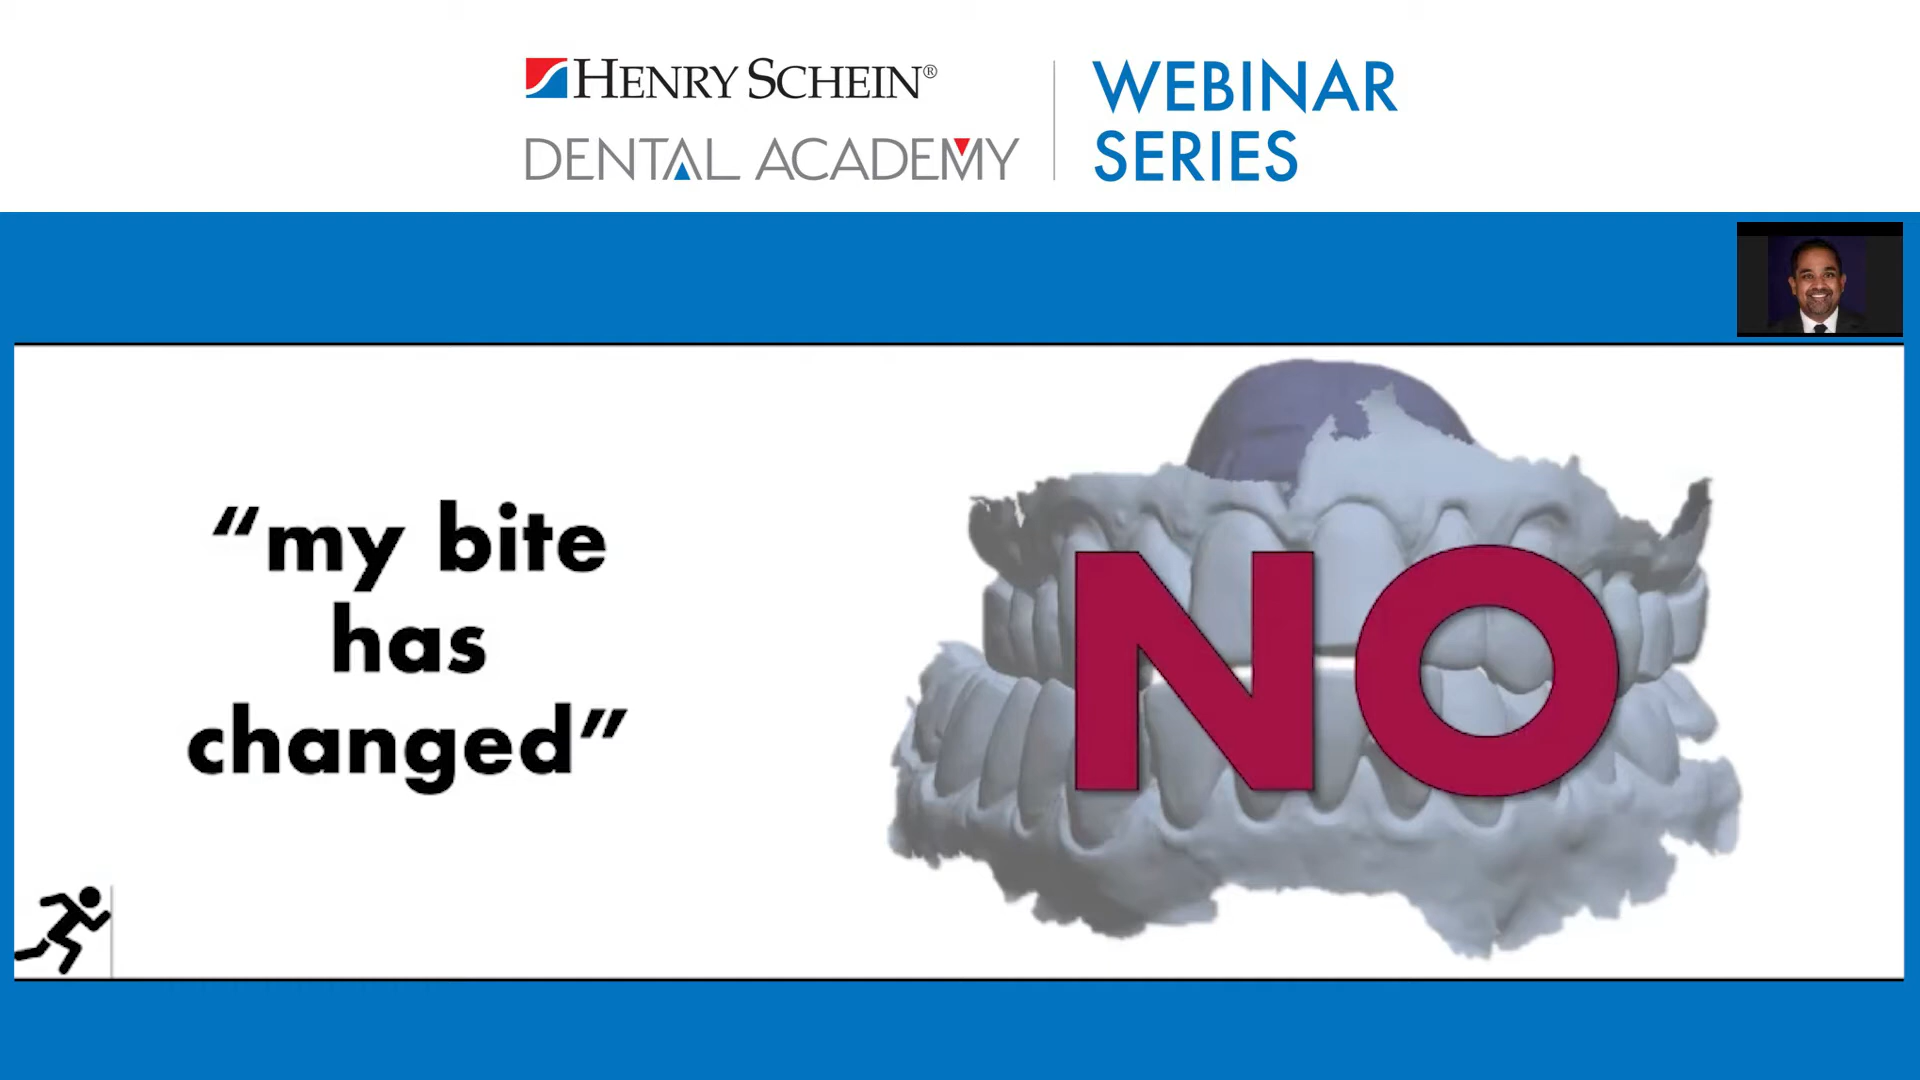 HENRY SCHEIN®
DENTAL ACADEMY
WEBINAR
SERIES
“my bite
has
changed”
NO